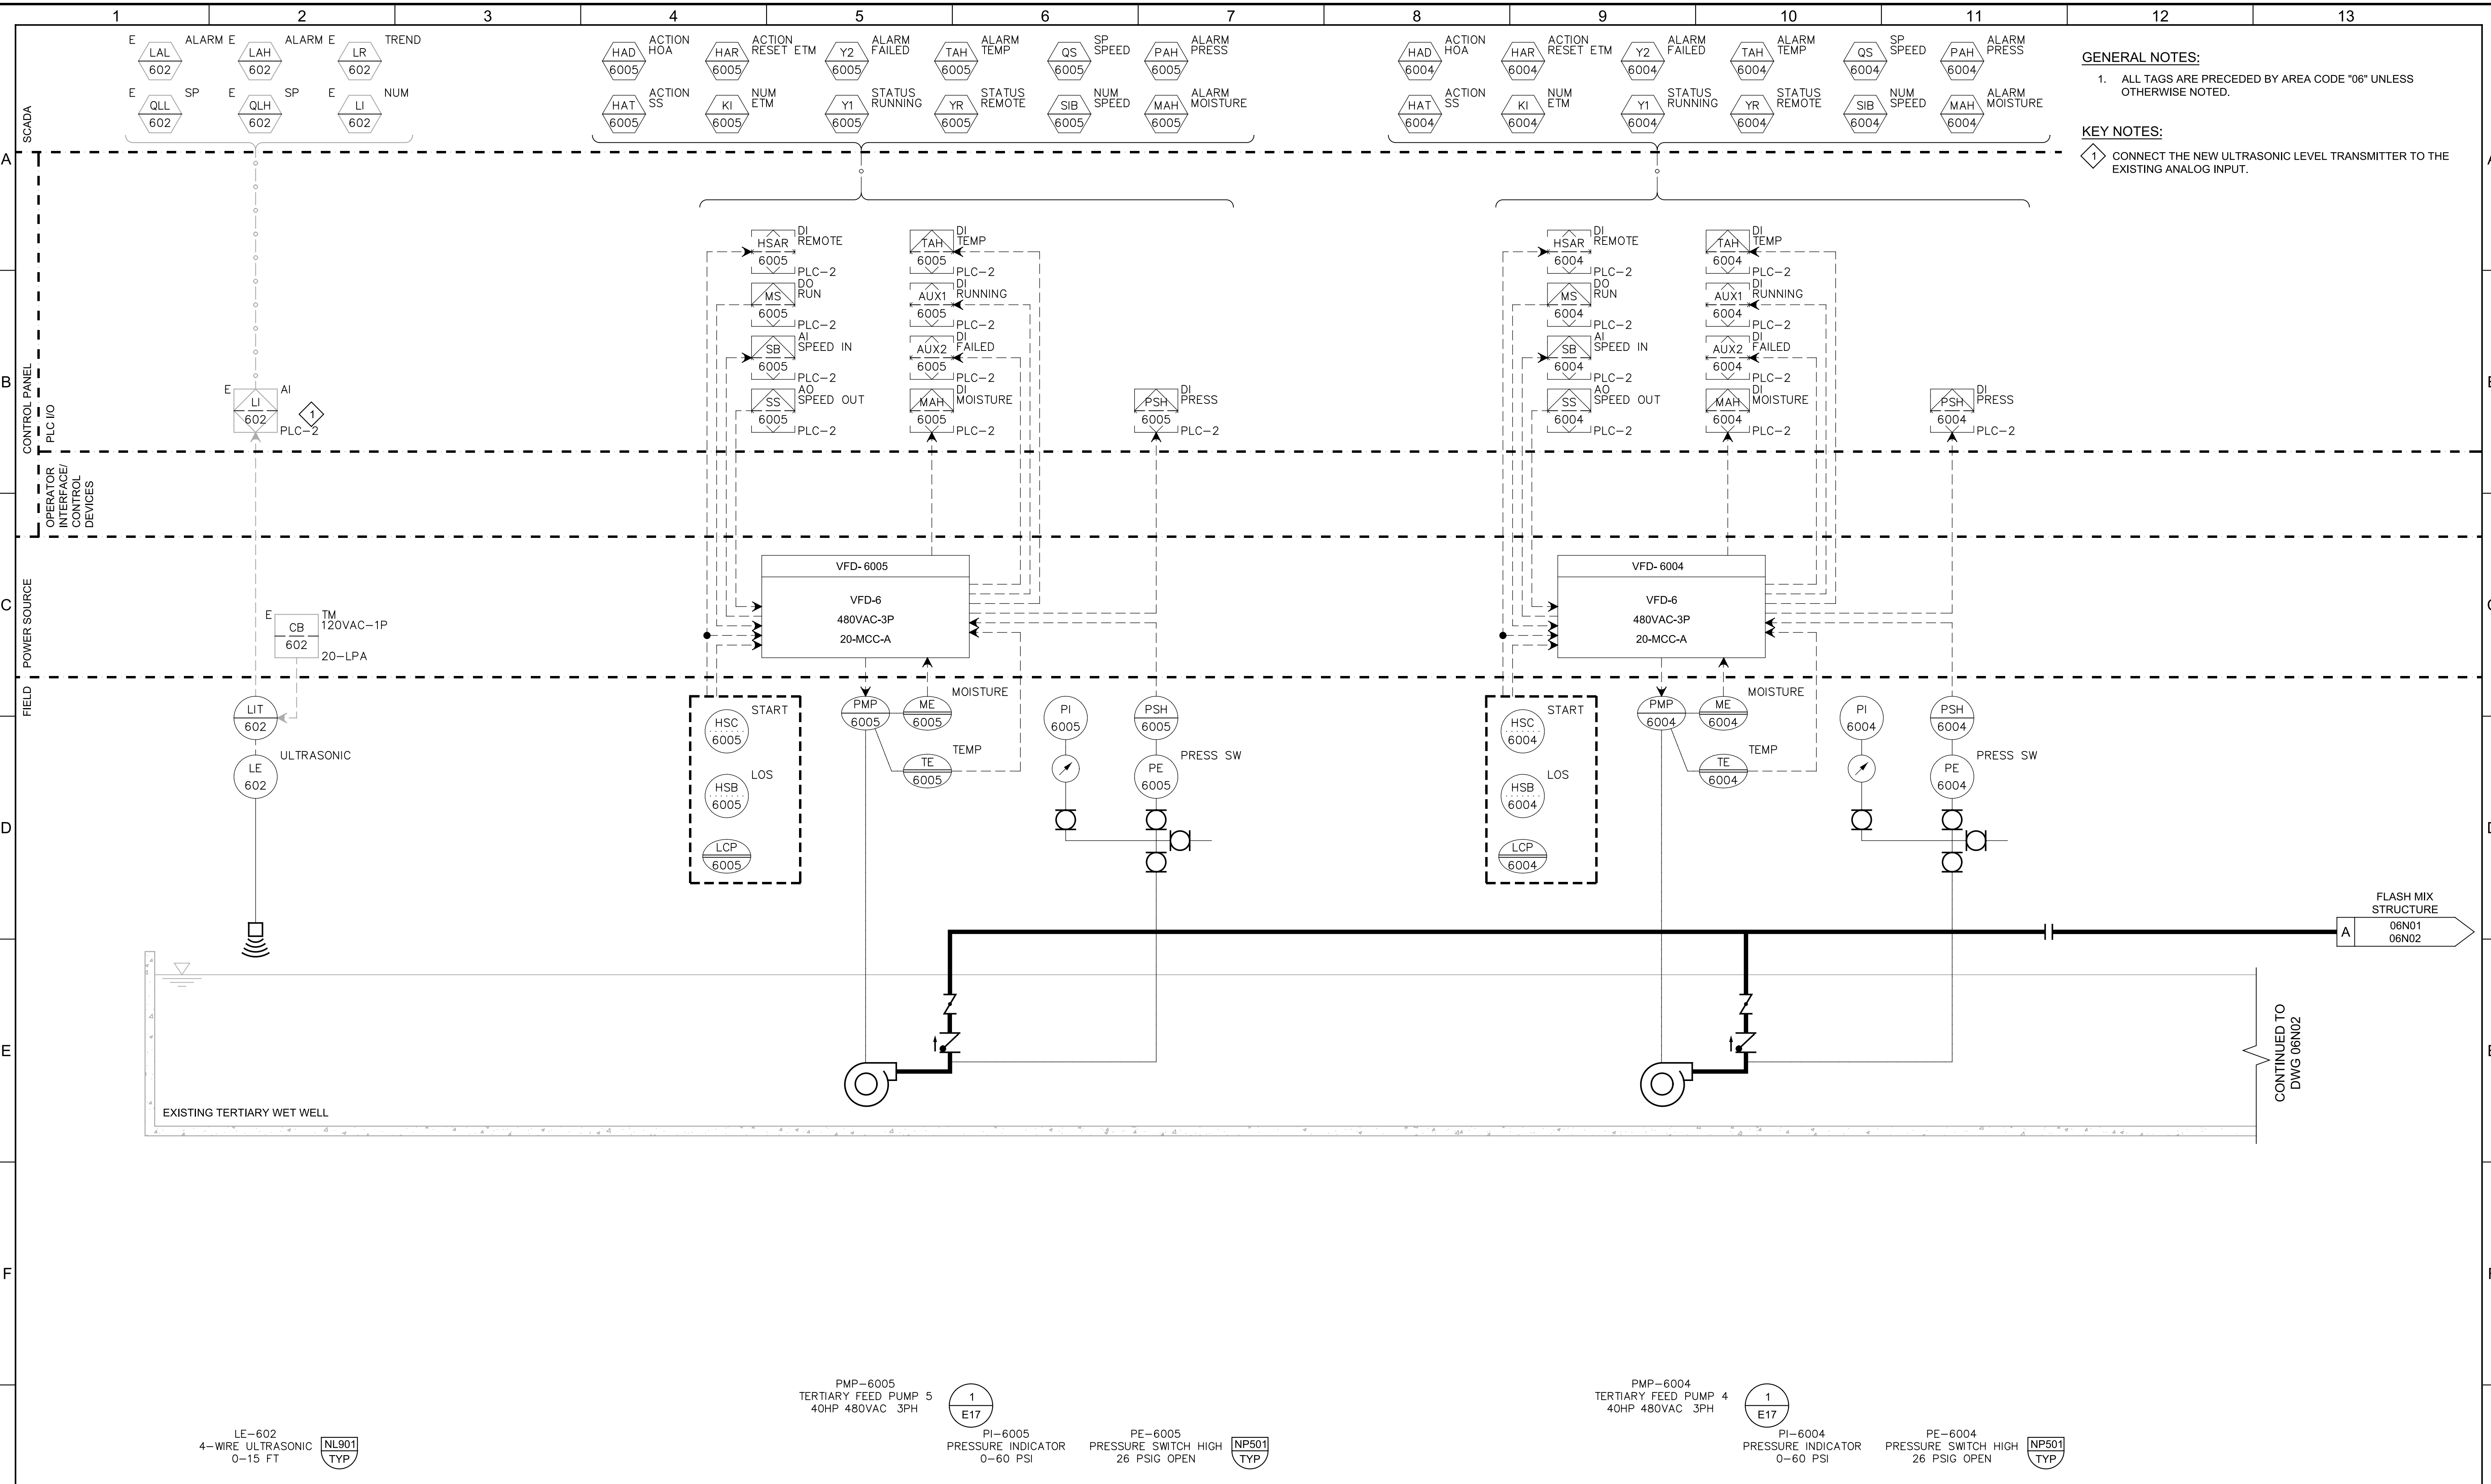 1 2 3 4 5 6 7 8 9 10 11 12 13
E LAL 602 ALARM
E LAH 602 ALARM
E LR 602 TREND
E QLL 602 SP
E QLH 602 SP
E LI 602 NUM
HAD 6005 ACTION HOA
HAR 6005 ACTION RESET ETM
Y2 6005 ALARM FAILED
TAH 6005 ALARM TEMP
QS 6005 SP SPEED
PAH 6005 ALARM PRESS
HAT 6005 ACTION SS
KI 6005 NUM ETM
Y1 6005 STATUS RUNNING
YR 6005 STATUS REMOTE
SIB 6005 NUM SPEED
MAH 6005 ALARM MOISTURE
HAD 6004 ACTION HOA
HAR 6004 ACTION RESET ETM
Y2 6004 ALARM FAILED
TAH 6004 ALARM TEMP
QS 6004 SP SPEED
PAH 6004 ALARM PRESS
HAT 6004 ACTION SS
KI 6004 NUM ETM
Y1 6004 STATUS RUNNING
YR 6004 STATUS REMOTE
SIB 6004 NUM SPEED
MAH 6004 ALARM MOISTURE
GENERAL NOTES:
1. ALL TAGS ARE PRECEDED BY AREA CODE "06" UNLESS
OTHERWISE NOTED.
KEY NOTES:
1 CONNECT THE NEW ULTRASONIC LEVEL TRANSMITTER TO THE
EXISTING ANALOG INPUT.
SCADA
CONTROL PANEL
PLC I/O
OPERATOR
INTERFACE/
CONTROL
DEVICES
POWER SOURCE
FIELD
A
B
C
D
E
F
A
B
C
D
E
F
E LI 602 AI PLC-2
1
HSAR 6005 DI REMOTE PLC-2
MS 6005 DO RUN PLC-2
SB 6005 AI SPEED IN PLC-2
SS 6005 AO SPEED OUT PLC-2
TAH 6005 DI TEMP PLC-2
AUX1 6005 DI RUNNING PLC-2
AUX2 6005 DI FAILED PLC-2
MAH 6005 DI MOISTURE PLC-2
PSH 6005 DI PRESS PLC-2
HSAR 6004 DI REMOTE PLC-2
MS 6004 DO RUN PLC-2
SB 6004 AI SPEED IN PLC-2
SS 6004 AO SPEED OUT PLC-2
TAH 6004 DI TEMP PLC-2
AUX1 6004 DI RUNNING PLC-2
AUX2 6004 DI FAILED PLC-2
MAH 6004 DI MOISTURE PLC-2
PSH 6004 DI PRESS PLC-2
E CB 602 TM 120VAC-1P 20-LPA
VFD- 6005
VFD-6
480VAC-3P
20-MCC-A
VFD- 6004
VFD-6
480VAC-3P
20-MCC-A
LIT 602
LE 602 ULTRASONIC
HSC 6005 START
HSB 6005 LOS
LCP 6005
PMP 6005
ME 6005 MOISTURE
TE 6005 TEMP
PI 6005
PSH 6005
PE 6005 PRESS SW
HSC 6004 START
HSB 6004 LOS
LCP 6004
PMP 6004
ME 6004 MOISTURE
TE 6004 TEMP
PI 6004
PSH 6004
PE 6004 PRESS SW
FLASH MIX
STRUCTURE
A
06N01
06N02
CONTINUED TO
DWG 06N02
EXISTING TERTIARY WET WELL
LE-602
4-WIRE ULTRASONIC
0-15 FT
NL901
TYP
PMP-6005
TERTIARY FEED PUMP 5
40HP 480VAC 3PH
1
E17
PI-6005
PRESSURE INDICATOR
0-60 PSI
PE-6005
PRESSURE SWITCH HIGH
26 PSIG OPEN
NP501
TYP
PMP-6004
TERTIARY FEED PUMP 4
40HP 480VAC 3PH
1
E17
PI-6004
PRESSURE INDICATOR
0-60 PSI
PE-6004
PRESSURE SWITCH HIGH
26 PSIG OPEN
NP501
TYP